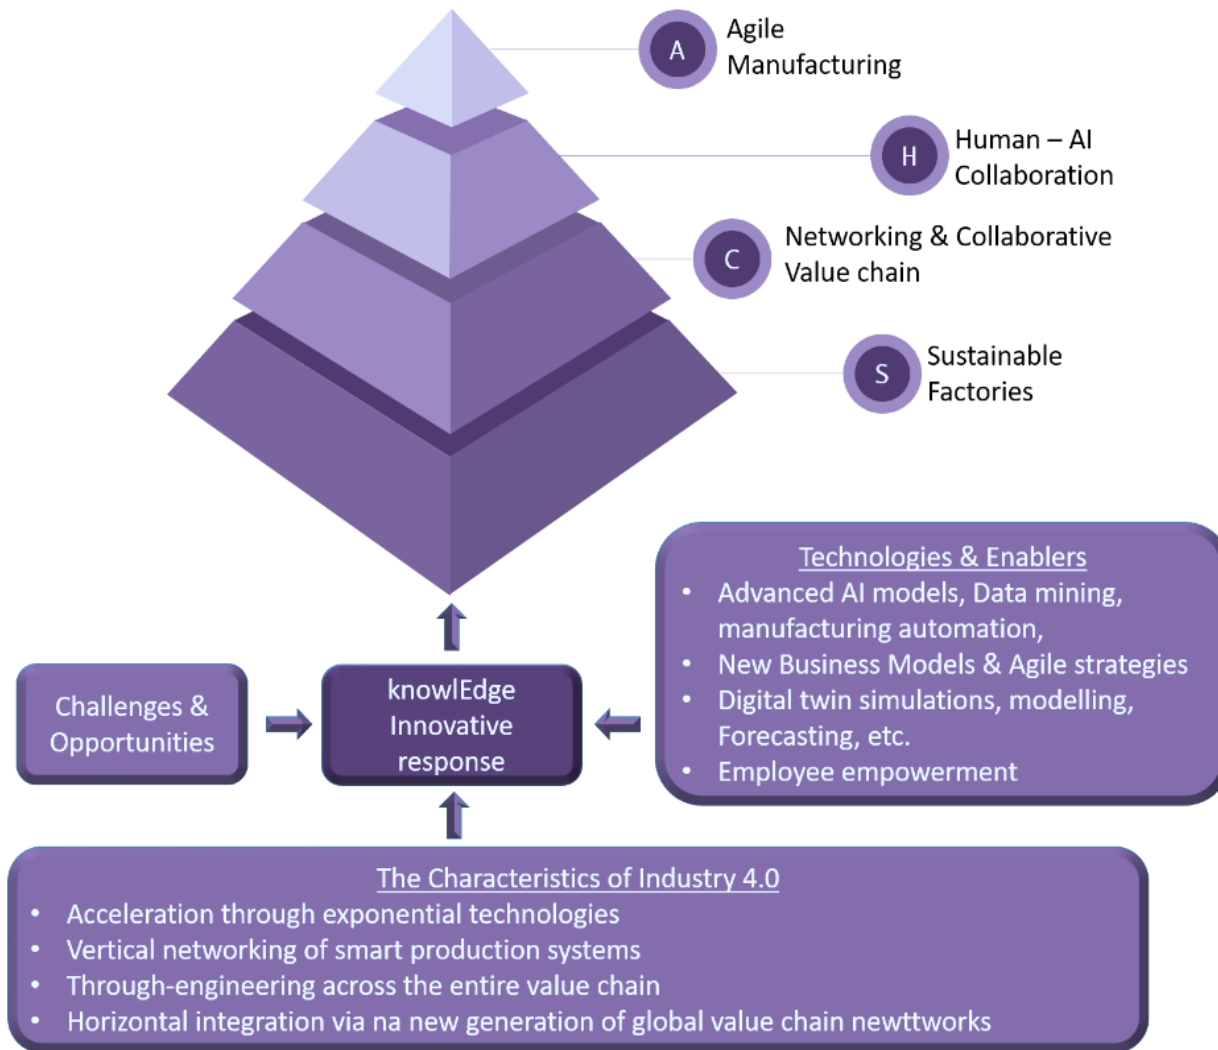 A
Agile
Manufacturing
H
Human – AI
Collaboration
C
Networking & Collaborative
Value chain
S
Sustainable
Factories
Technologies & Enablers
• Advanced AI models, Data mining,
manufacturing automation,
• New Business Models & Agile strategies
• Digital twin simulations, modelling,
Forecasting, etc.
• Employee empowerment
Challenges &
Opportunities
knowlEdge
Innovative
response
The Characteristics of Industry 4.0
• Acceleration through exponential technologies
• Vertical networking of smart production systems
• Through-engineering across the entire value chain
• Horizontal integration via na new generation of global value chain newttworks